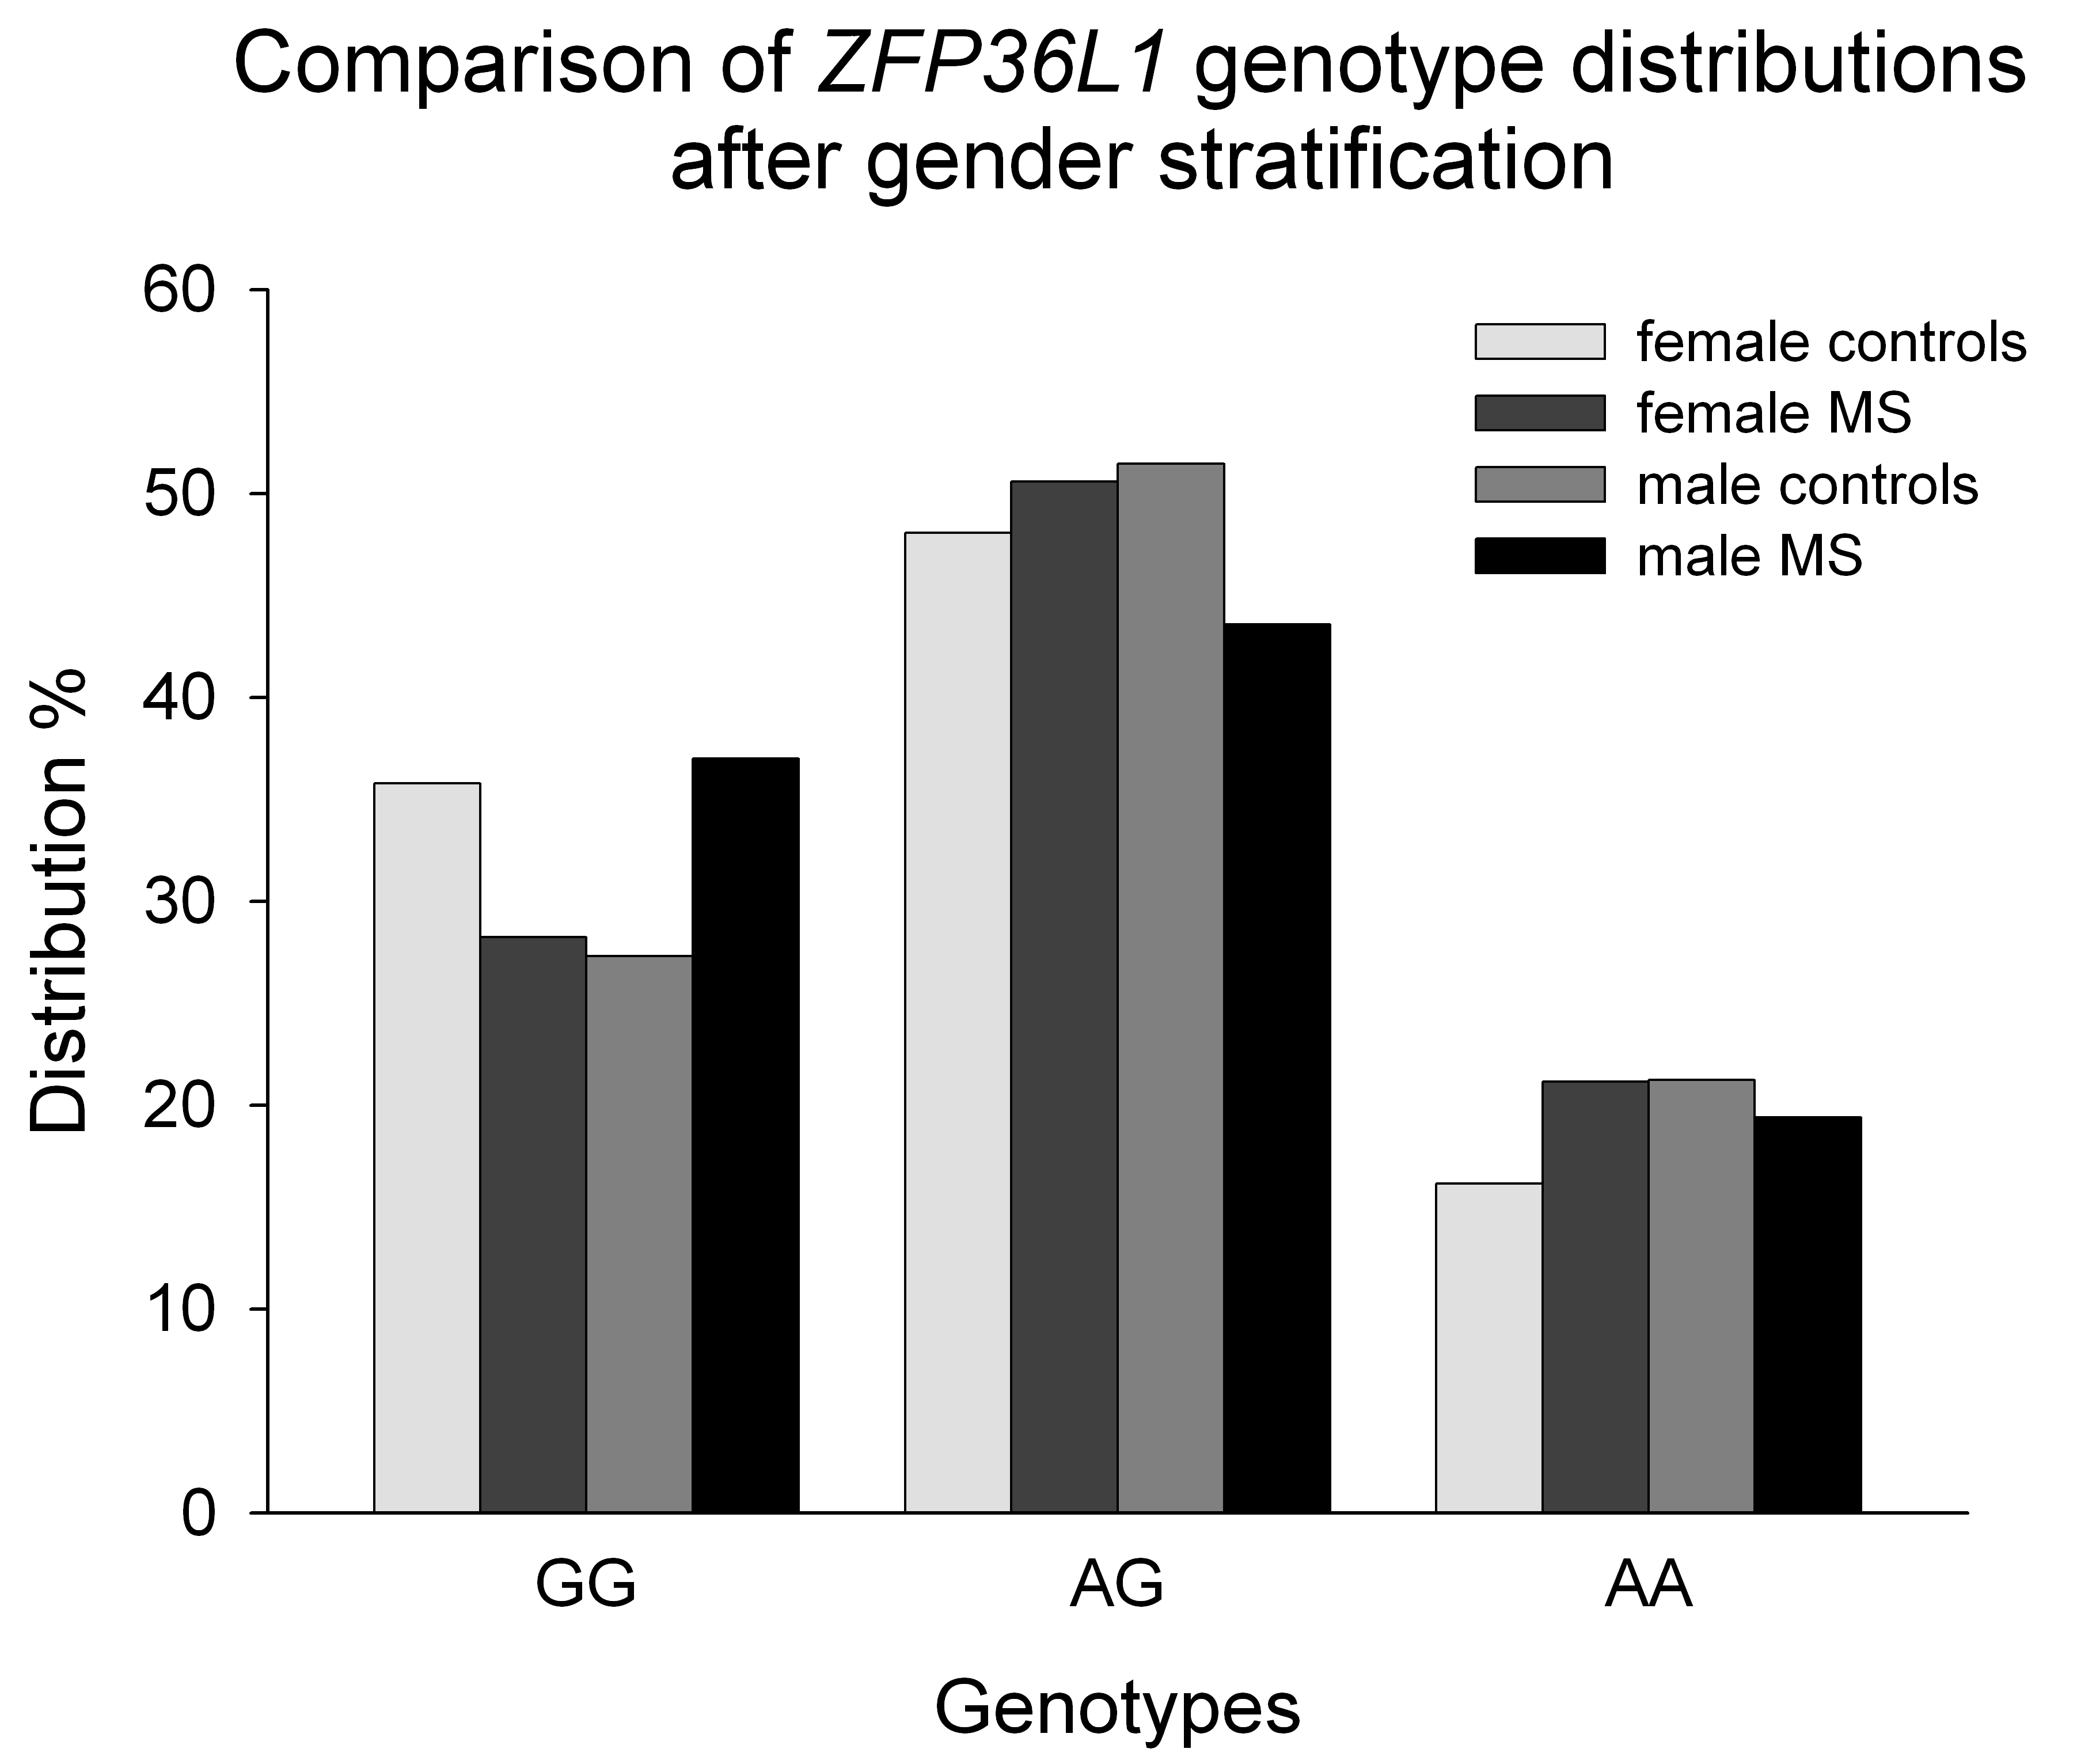 Comparison of ZFP36L1 genotype distributions
after gender stratification
60
50
40
30
20
10
0
Distribution %
female controls
female MS
male controls
male MS
GG
AG
AA
Genotypes